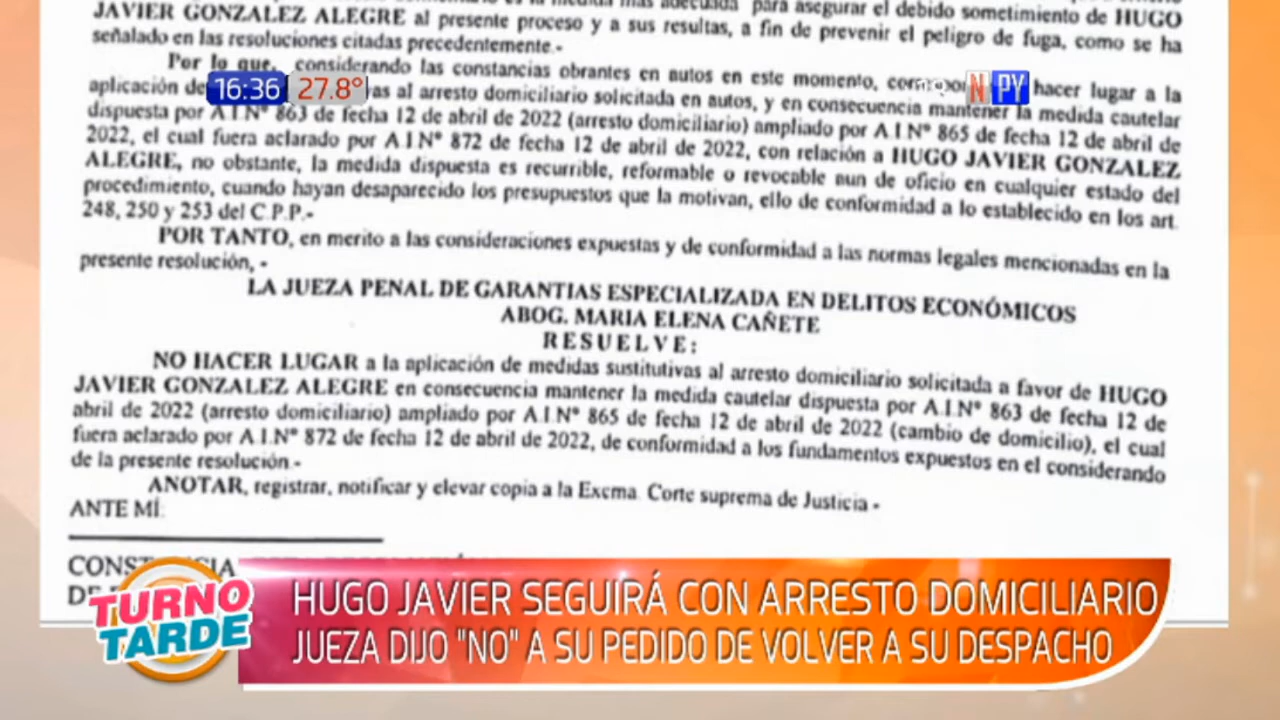 JAVIER GONZALEZ ALEGRE al presente proceso y a sus resultas, a fin de prevenir el peligro de fuga, como se ha
para asegurar el debido sometimiento de HUGO
señalado en las resoluciones citadas precedentemente.-
Por lo que, considerando las constancias obrantes en autos en este momento, hacer lugar a la
16:36 27.8° N PY
aplicación de as al arresto domiciliario solicitada en autos, y en consecuencia mantener la medida cautelar
dispuesta por A I N° 863 de fecha 12 de abril de 2022 (arresto domiciliario) ampliado por A.I.N° 865 de fecha 12 de abril de
2022, el cual fuera aclarado por A.I.N° 872 de fecha 12 de abril de 2022, con relación a HUGO JAVIER GONZALEZ
ALEGRE, no obstante, la medida dispuesta es recurrible, reformable o revocable aun de oficio en cualquier estado del
procedimiento, cuando hayan desaparecido los presupuestos que la motivan, ello de conformidad a lo establecido en los art.
248, 250 y 253 del C.P.P.-
POR TANTO, en merito a las consideraciones expuestas y de conformidad a las normas legales mencionadas en la
presente resolución, -
LA JUEZA PENAL DE GARANTIAS ESPECIALIZADA EN DELITOS ECONÓMICOS
ABOG. MARIA ELENA CAÑETE
R E S U E L V E :
NO HACER LUGAR a la aplicación de medidas sustitutivas al arresto domiciliario solicitada a favor de HUGO
JAVIER GONZALEZ ALEGRE en consecuencia mantener la medida cautelar dispuesta por A.I.N° 863 de fecha 12 de
abril de 2022 (arresto domiciliario) ampliado por A.I.N° 865 de fecha 12 de abril de 2022 (cambio de domicilio), el cual
fuera aclarado por A.I.N° 872 de fecha 12 de abril de 2022, de conformidad a los fundamentos expuestos en el considerando
de la presente resolución.-
ANOTAR, registrar, notificar y elevar copia a la Excma. Corte suprema de Justicia.-
ANTE MÍ:
TURNO
TARDE
HUGO JAVIER SEGUIRÁ CON ARRESTO DOMICILIARIO
JUEZA DIJO "NO" A SU PEDIDO DE VOLVER A SU DESPACHO